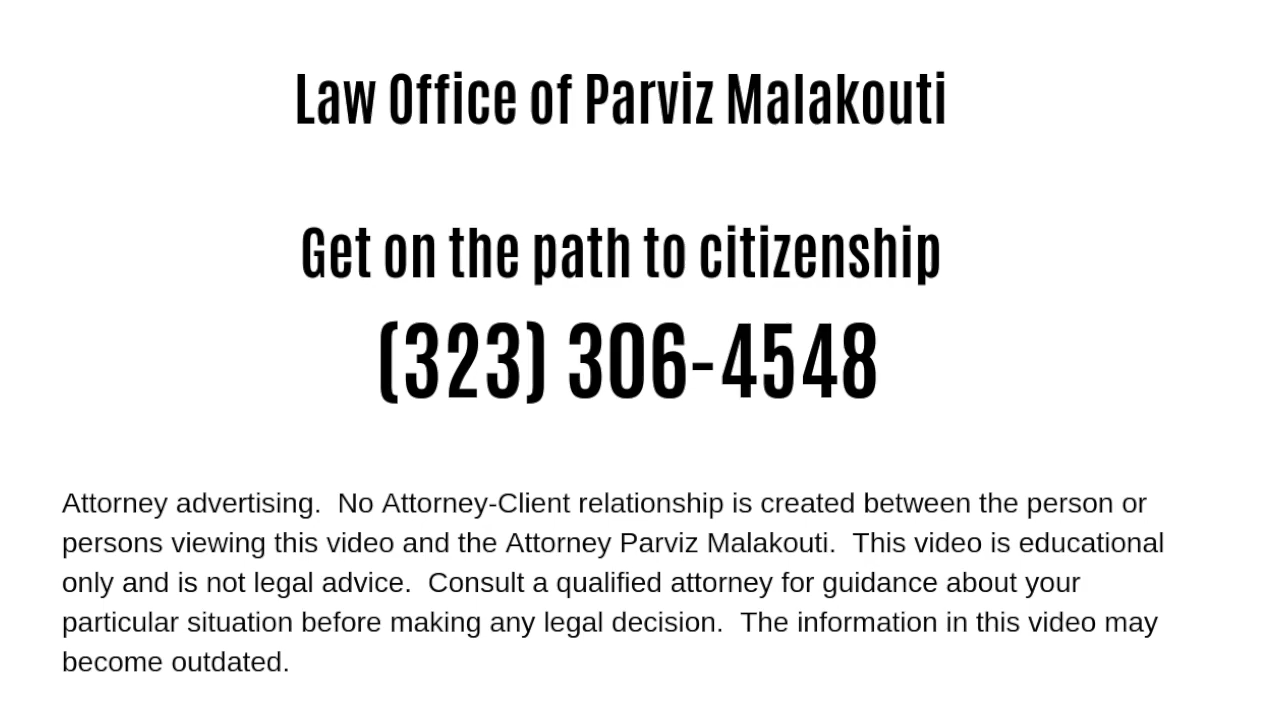 Law Office of Parviz Malakouti
Get on the path to citizenship
(323) 306-4548
Attorney advertising.  No Attorney-Client relationship is created between the person or
persons viewing this video and the Attorney Parviz Malakouti.  This video is educational
only and is not legal advice.  Consult a qualified attorney for guidance about your
particular situation before making any legal decision.  The information in this video may
become outdated.